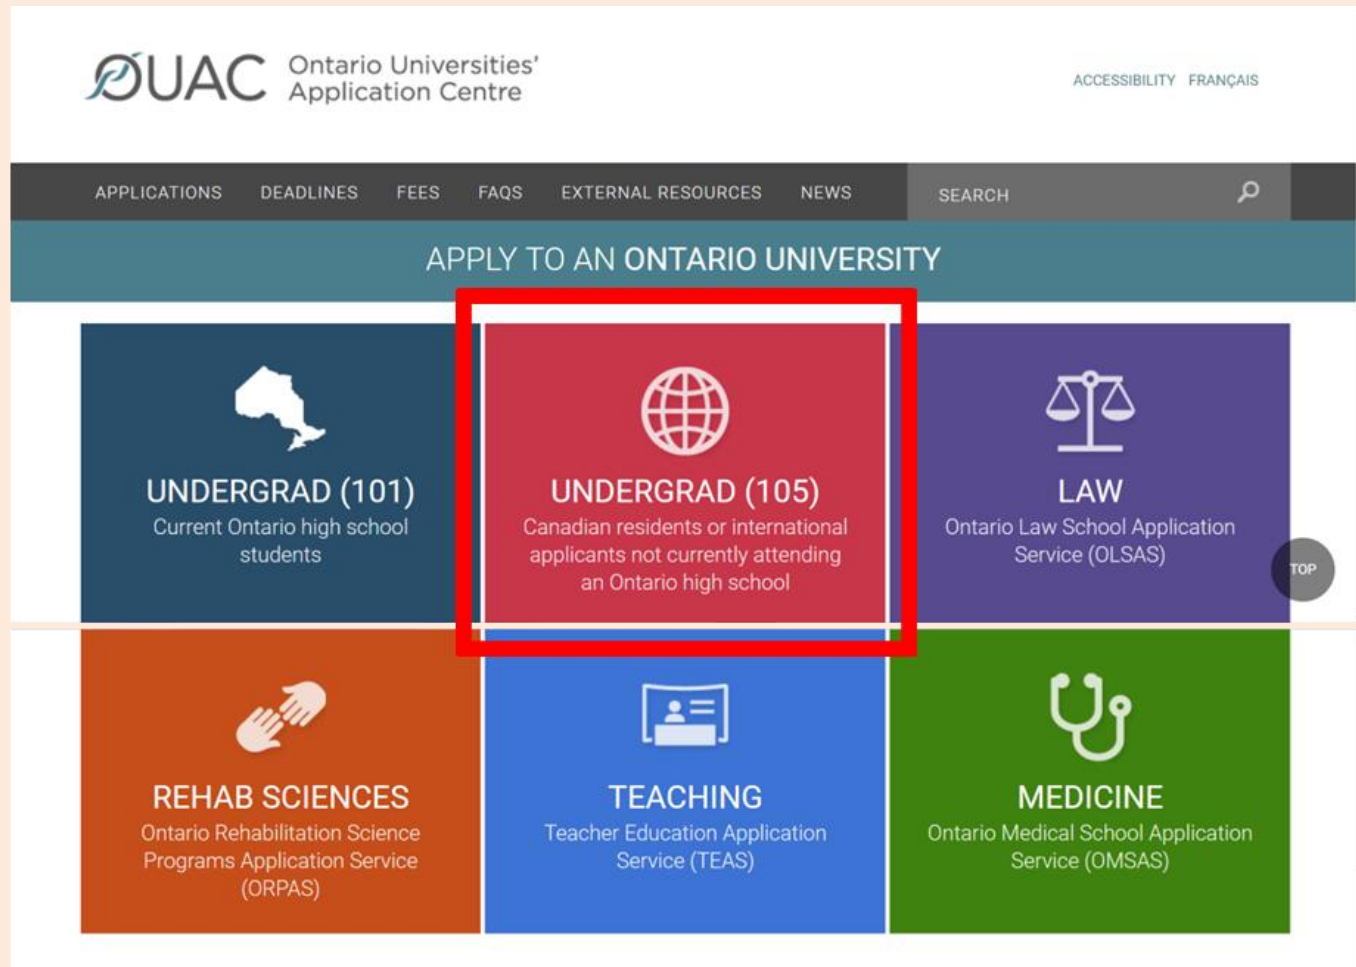 OUAC Ontario Universities'
Application Centre
ACCESSIBILITY FRANÇAIS
APPLICATIONS DEADLINES FEES FAQS EXTERNAL RESOURCES NEWS SEARCH
APPLY TO AN ONTARIO UNIVERSITY
UNDERGRAD (101)
Current Ontario high school
students
UNDERGRAD (105)
Canadian residents or international
applicants not currently attending
an Ontario high school
LAW
Ontario Law School Application
Service (OLSAS)
TOP
REHAB SCIENCES
Ontario Rehabilitation Science
Programs Application Service
(ORPAS)
TEACHING
Teacher Education Application
Service (TEAS)
MEDICINE
Ontario Medical School Application
Service (OMSAS)